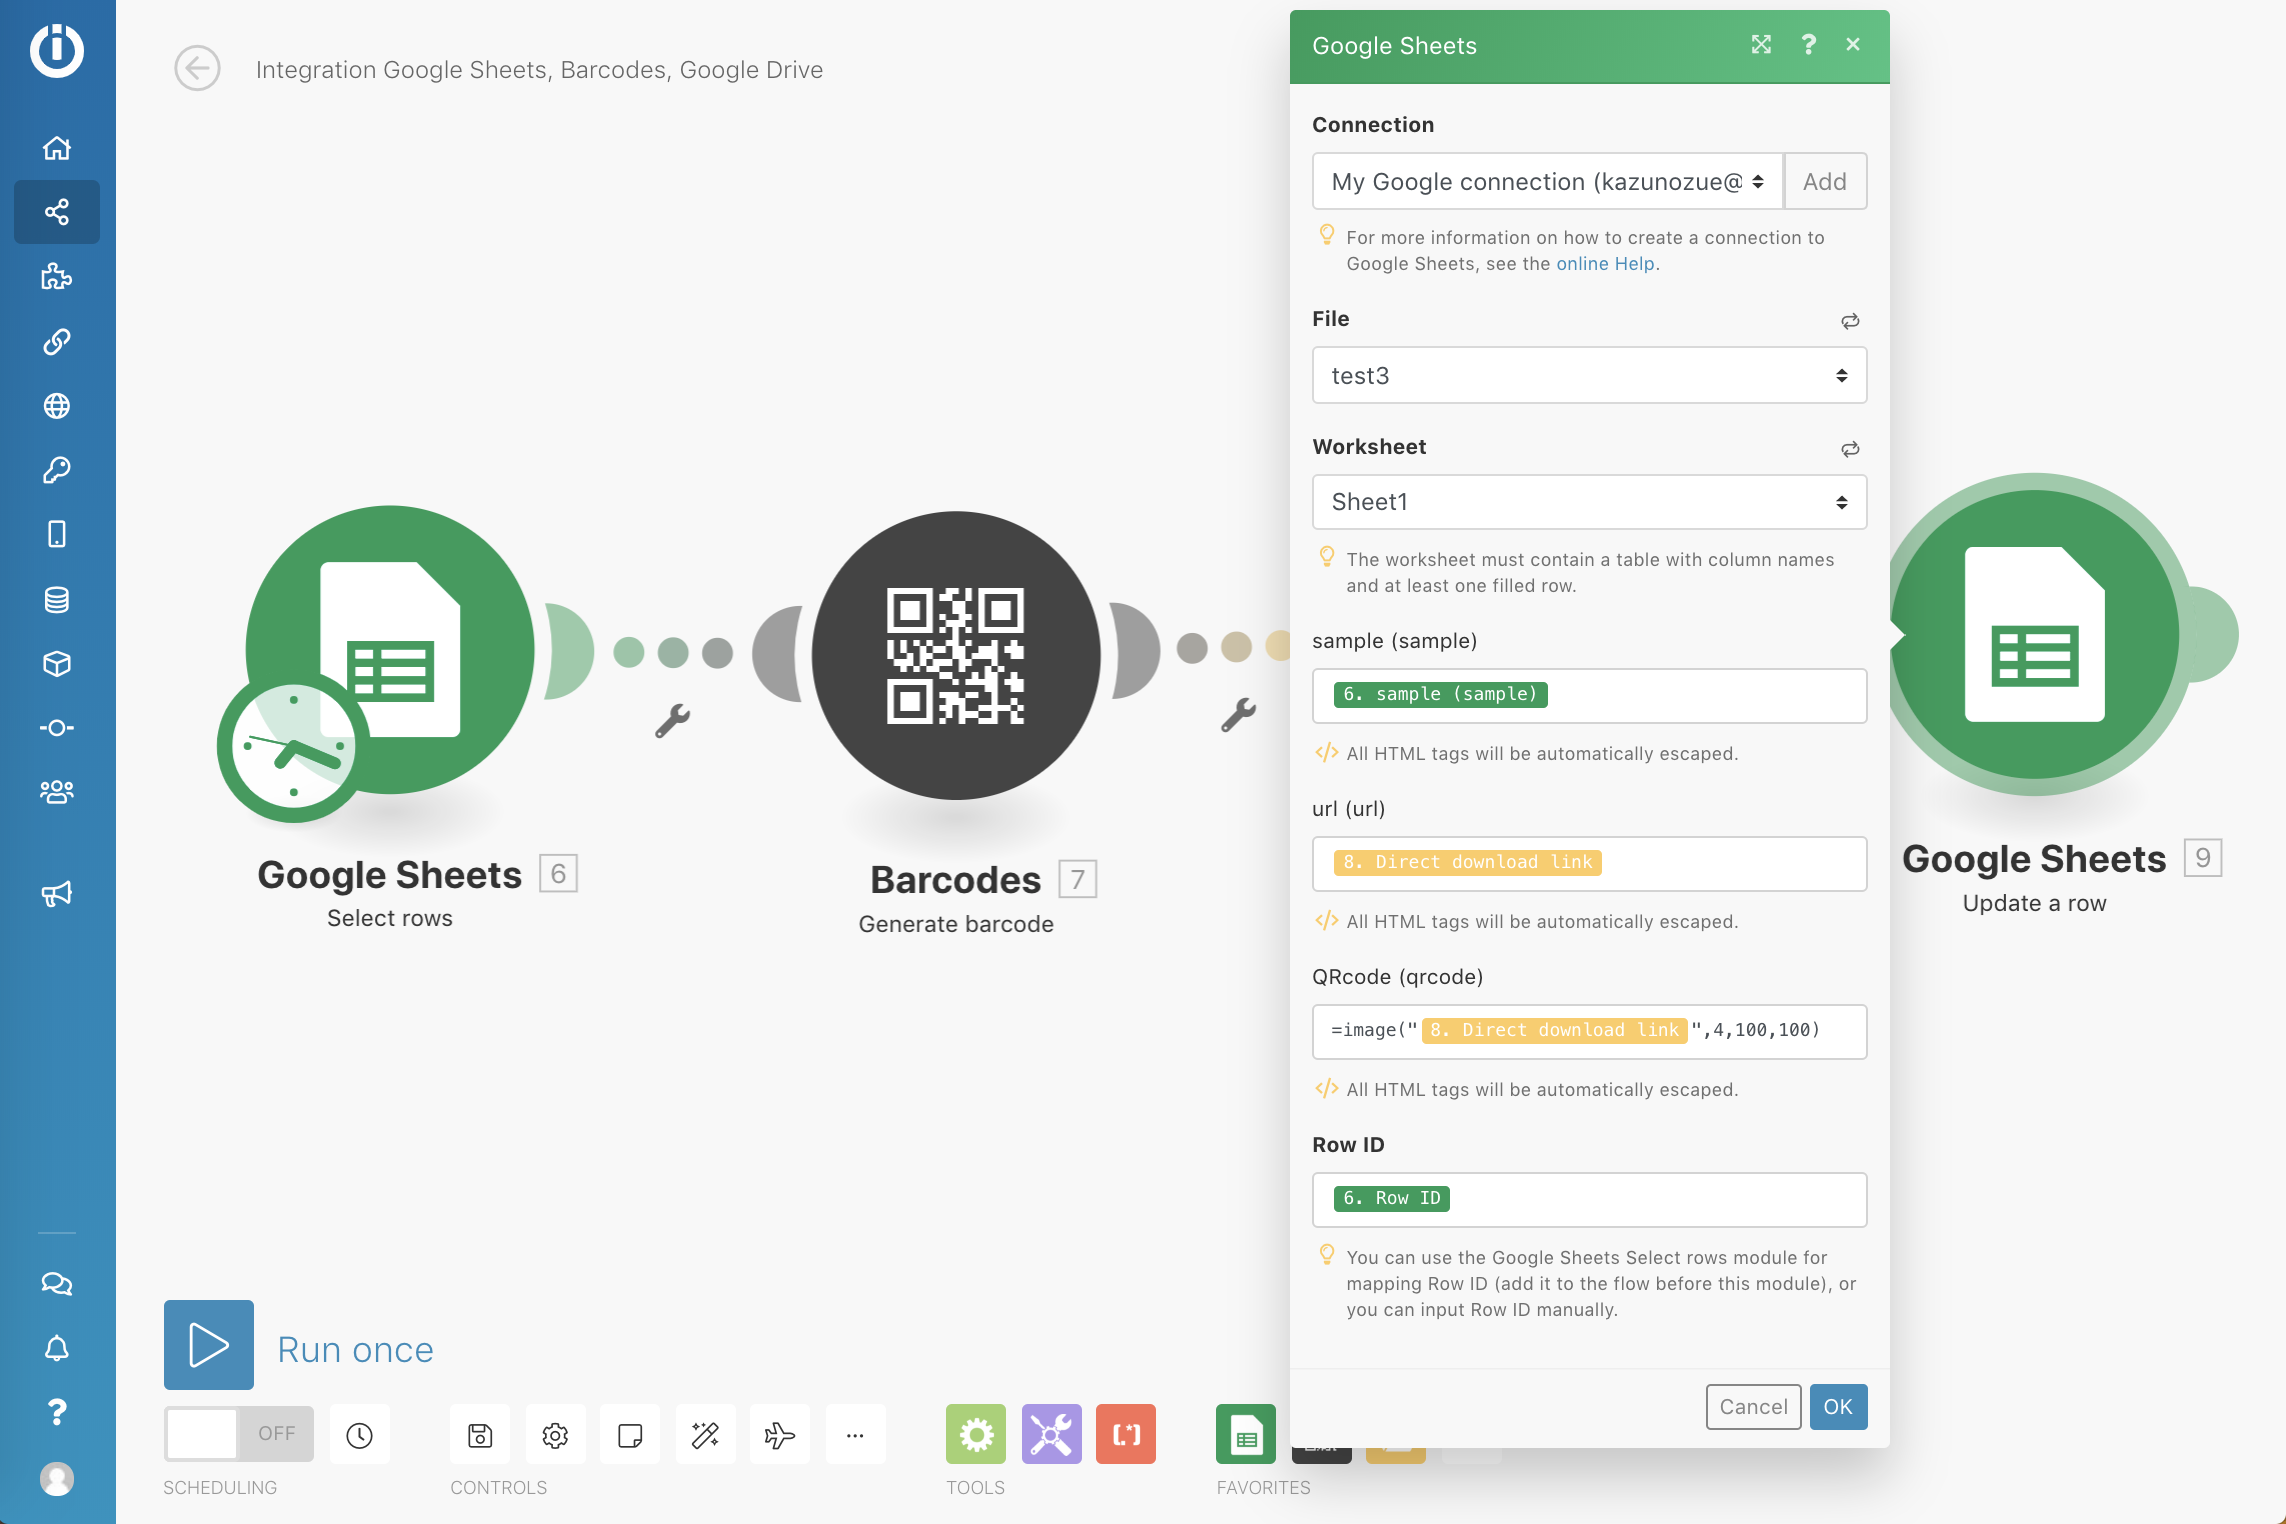 Integration Google Sheets, Barcodes, Google Drive
Google Sheets 6
Select rows
Barcodes 7
Generate barcode
Google Sheets
?
Connection
My Google connection (kazunozue@
Add
For more information on how to create a connection to
Google Sheets, see the online Help.
File
test3
Worksheet
Sheet1
The worksheet must contain a table with column names
and at least one filled row.
sample (sample)
6. sample (sample)
</> All HTML tags will be automatically escaped.
url (url)
8. Direct download link
</> All HTML tags will be automatically escaped.
QRcode (qrcode)
=image("8. Direct download link",4,100,100)
</> All HTML tags will be automatically escaped.
Row ID
6. Row ID
You can use the Google Sheets Select rows module for
mapping Row ID (add it to the flow before this module), or
you can input Row ID manually.
Cancel
OK
Google Sheets 9
Update a row
Run once
OFF
SCHEDULING
CONTROLS
[.*]
TOOLS
FAVORITES
?